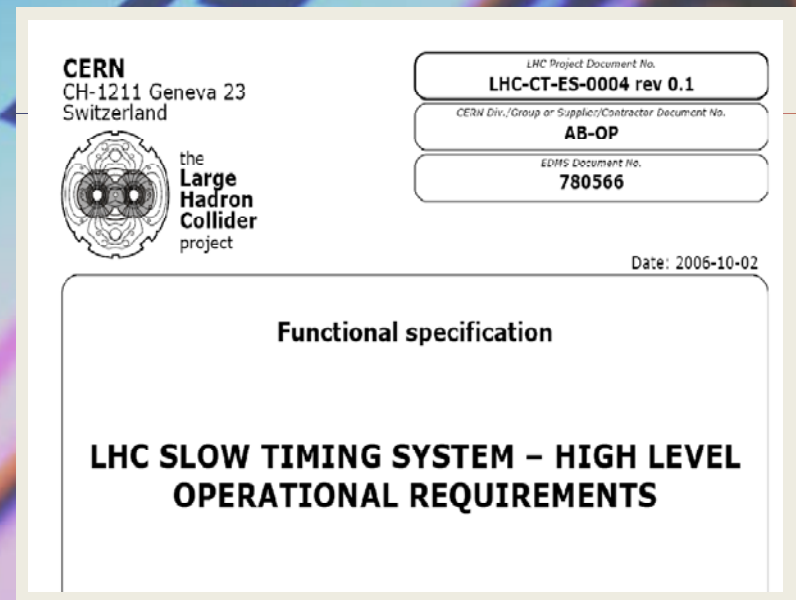 CERN
CH-1211 Geneva 23
Switzerland
the
Large
Hadron
Collider
project
LHC Project Document No.
LHC-CT-ES-0004 rev 0.1
CERN Div./Group or Supplier/Contractor Document No.
AB-OP
EDMS Document No.
780566
Date: 2006-10-02
Functional specification
LHC SLOW TIMING SYSTEM – HIGH LEVEL
OPERATIONAL REQUIREMENTS